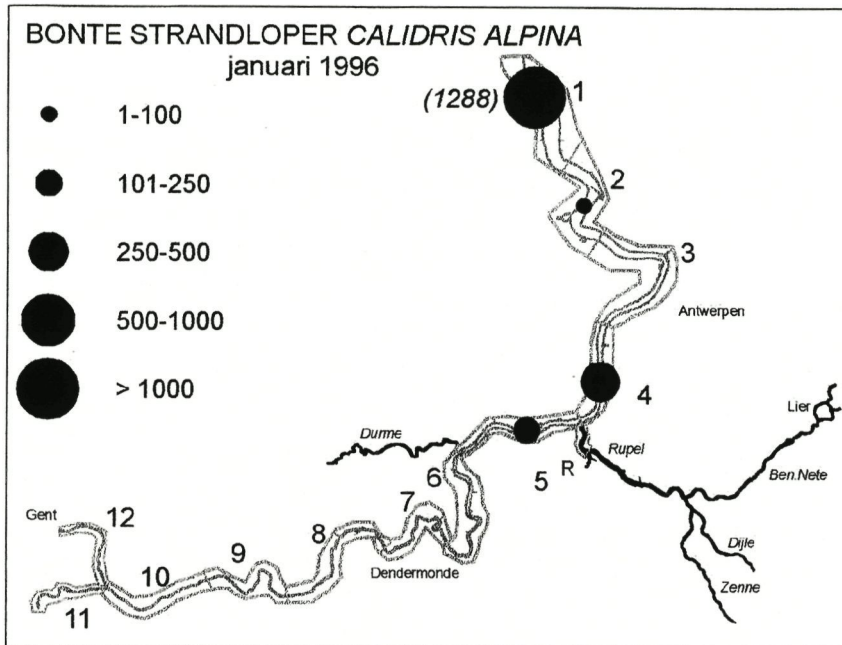 BONTE STRANDLOPER CALIDRIS ALPINA
januari 1996
(1288)
1
1-100
101-250
2
250-500
3
500-1000
Antwerpen
> 1000
4
Lier
Durme
5
R
Rupel
Ben.Nete
6
7
Gent
12
8
9
Dijle
10
Dendermonde
Zenne
11